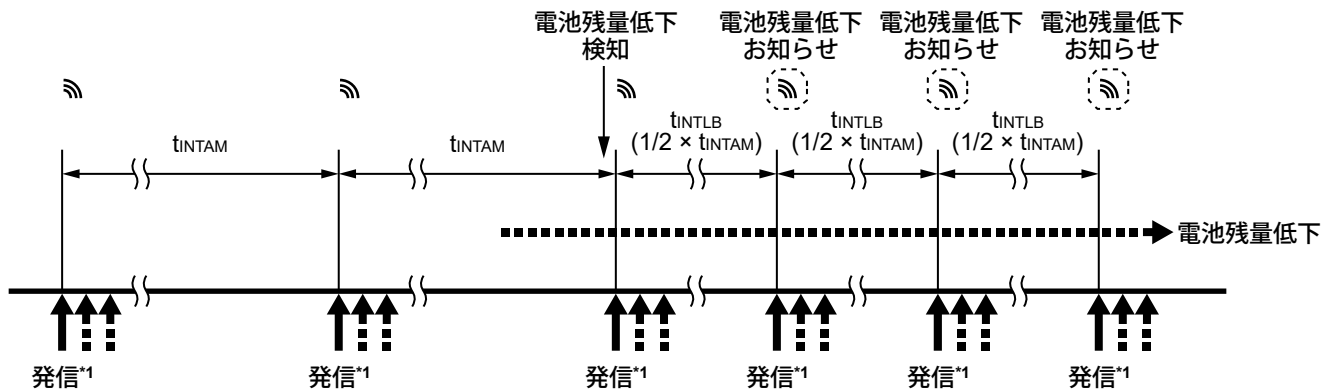 電池残量低下 電池残量低下 電池残量低下 電池残量低下
検知 お知らせ お知らせ お知らせ
tINTAM tINTAM tINTLB tINTLB tINTLB
(1/2 × tINTAM) (1/2 × tINTAM) (1/2 × tINTAM)
電池残量低下
発信*1 発信*1 発信*1 発信*1 発信*1 発信*1